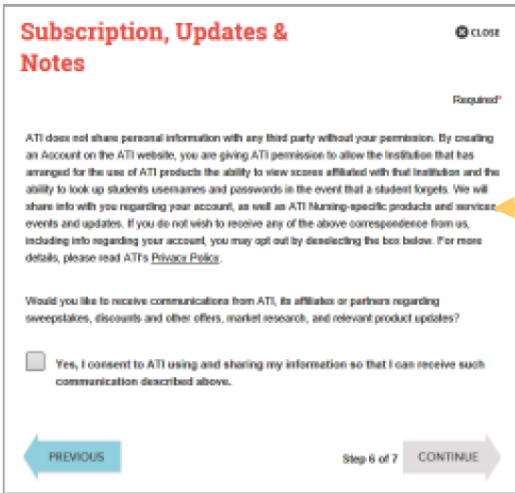 Subscription, Updates &
CLOSE
Notes
Required*
ATI does not share personal information with any third party without your permission. By creating
an Account on the ATI website, you are giving ATI permission to allow the Institution that has
arranged for the use of ATI products the ability to view scores affiliated with that Institution and the
ability to look up students usernames and passwords in the event that a student forgets. We will
share info with you regarding your account, as well as ATI Nursing-specific products and services,
events and updates. If you do not wish to receive any of the above correspondence from us,
including info regarding your account, you may opt out by deselecting the box below. For more
details, please read ATI's Privacy Policy.
Would you like to receive communications from ATI, its affiliates or partners regarding
sweepstakes, discounts and other offers, market research, and relevant product updates?
Yes, I consent to ATI using and sharing my information so that I can receive such
communication described above.
PREVIOUS
Step 6 of 7
CONTINUE